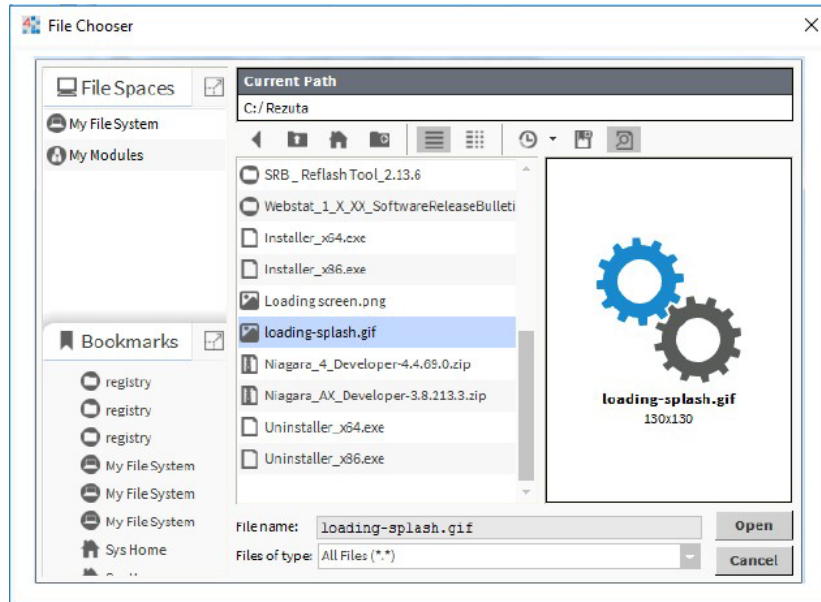 File Chooser
File Spaces
My File System
My Modules
Bookmarks
registry
registry
registry
My File System
My File System
My File System
Sys Home
Current Path
C:/Rezuta
SRB_ Reflash Tool_2.13.6
Webstat_1_X_XX_SoftwareReleaseBulleti
Installer_x64.exe
Installer_x86.exe
Loading screen.png
loading-splash.gif
Niagara_4_Developer-4.4.69.0.zip
Niagara_AX_Developer-3.8.213.3.zip
Uninstaller_x64.exe
Uninstaller_x86.exe
loading-splash.gif
130x130
File name: loading-splash.gif
Open
Files of type: All Files (*.*)
Cancel